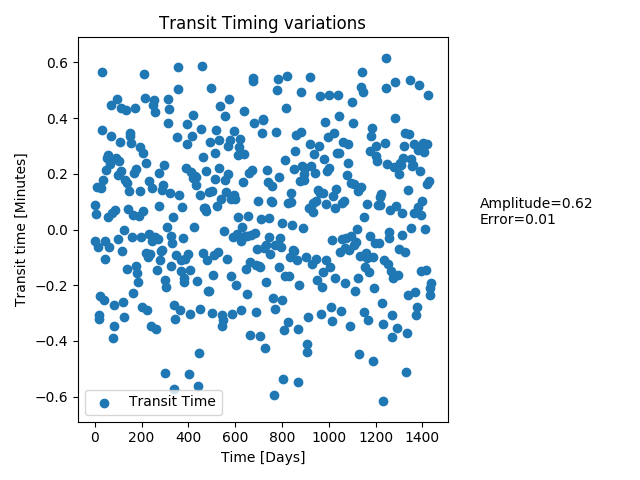 Transit Timing variations
Transit time [Minutes]
0.6
0.4
0.2
0.0
−0.2
−0.4
−0.6
Amplitude=0.62
Error=0.01
Transit Time
0 200 400 600 800 1000 1200 1400
Time [Days]